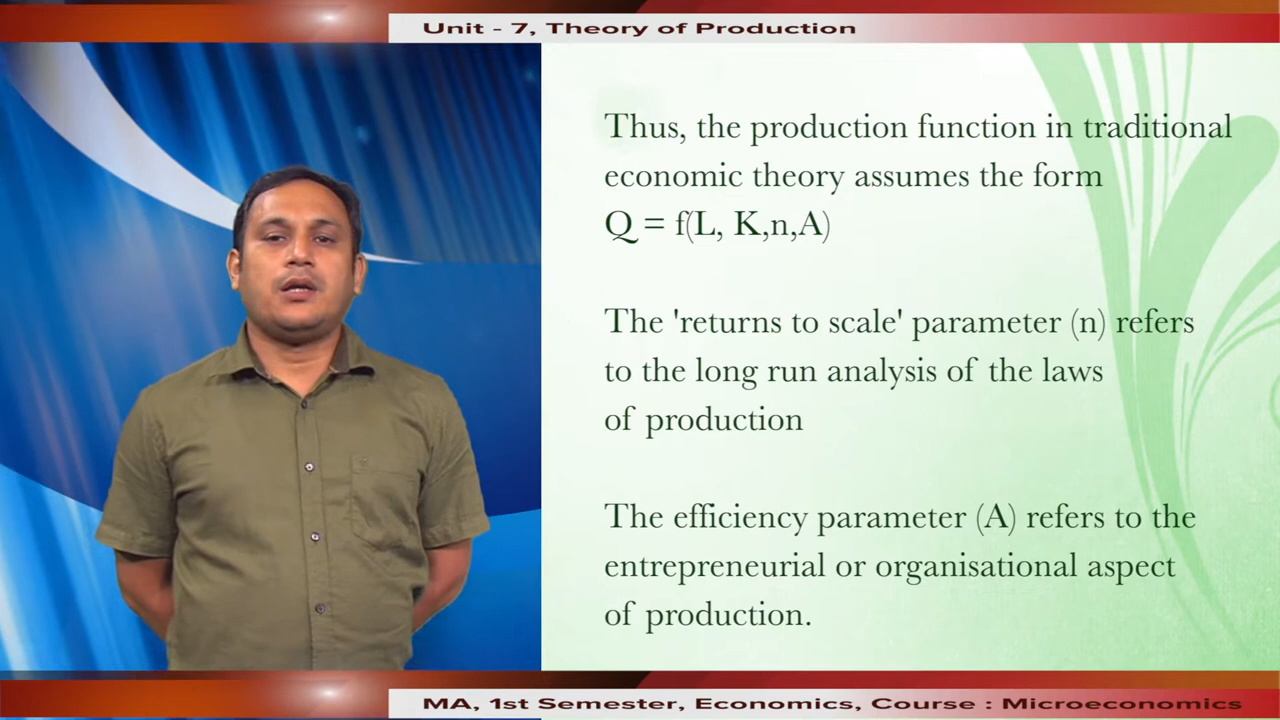 Unit - 7, Theory of Production
Thus, the production function in traditional
economic theory assumes the form
Q = f(L, K,n,A)
The 'returns to scale' parameter (n) refers
to the long run analysis of the laws
of production
The efficiency parameter (A) refers to the
entrepreneurial or organisational aspect
of production.
MA, 1st Semester, Economics, Course : Microeconomics